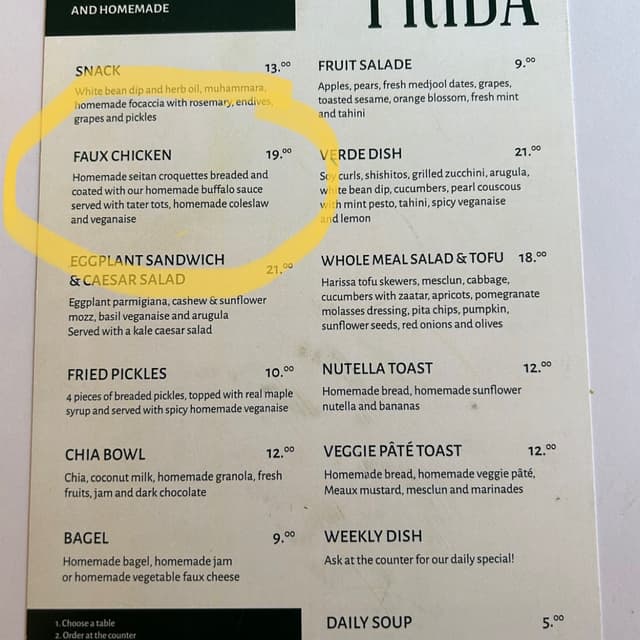 AND HOMEMADE
FRIDA
SNACK 13.00
White bean dip and herb oil, muhammara,
homemade focaccia with rosemary, endives,
grapes and pickles
FAUX CHICKEN 19.00
Homemade seitan croquettes breaded and
coated with our homemade buffalo sauce
served with tater tots, homemade coleslaw
and veganaise
EGGPLANT SANDWICH
& CAESAR SALAD 21.00
Eggplant parmigiana, cashew & sunflower
mozz, basil veganaise and arugula
Served with a kale caesar salad
FRIED PICKLES 10.00
4 pieces of breaded pickles, topped with real maple
syrup and served with spicy homemade veganaise
CHIA BOWL 12.00
Chia, coconut milk, homemade granola, fresh
fruits, jam and dark chocolate
BAGEL 9.00
Homemade bagel, homemade jam
or homemade vegetable faux cheese
1. Choose a table
2. Order at the counter
FRUIT SALADE 9.00
Apples, pears, fresh medjool dates, grapes,
toasted sesame, orange blossom, fresh mint
and tahini
VERDE DISH 21.00
Soy curls, shishitos, grilled zucchini, arugula,
white bean dip, cucumbers, pearl couscous
with mint pesto, tahini, spicy veganaise
and lemon
WHOLE MEAL SALAD & TOFU 18.00
Harissa tofu skewers, mesclun, cabbage,
cucumbers with zaatar, apricots, pomegranate
molasses dressing, pita chips, pumpkin,
sunflower seeds, red onions and olives
NUTELLA TOAST 12.00
Homemade bread, homemade sunflower
nutella and bananas
VEGGIE PÂTÉ TOAST 12.00
Homemade bread, homemade veggie pâté,
Meaux mustard, mesclun and marinades
WEEKLY DISH
Ask at the counter for our daily special!
DAILY SOUP 5.00